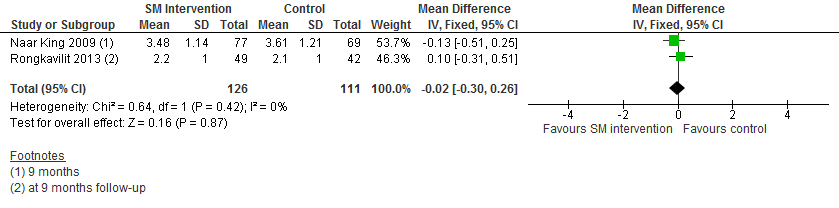 SM Intervention Control Mean Difference Mean Difference
Study or Subgroup Mean SD Total Mean SD Total Weight IV, Fixed, 95% CI IV, Fixed, 95% CI
Naar King 2009 (1) 3.48 1.14 77 3.61 1.21 69 53.7% -0.13 [-0.51, 0.25]
Rongkavilit 2013 (2) 2.2 1 49 2.1 1 42 46.3% 0.10 [-0.31, 0.51]
Total (95% CI) 126 111 100.0% -0.02 [-0.30, 0.26]
Heterogeneity: Chi² = 0.64, df = 1 (P = 0.42); I² = 0%
Test for overall effect: Z = 0.16 (P = 0.87)
-4 -2 0 2 4
Favours SM intervention Favours control
Footnotes
(1) 9 months
(2) at 9 months follow-up